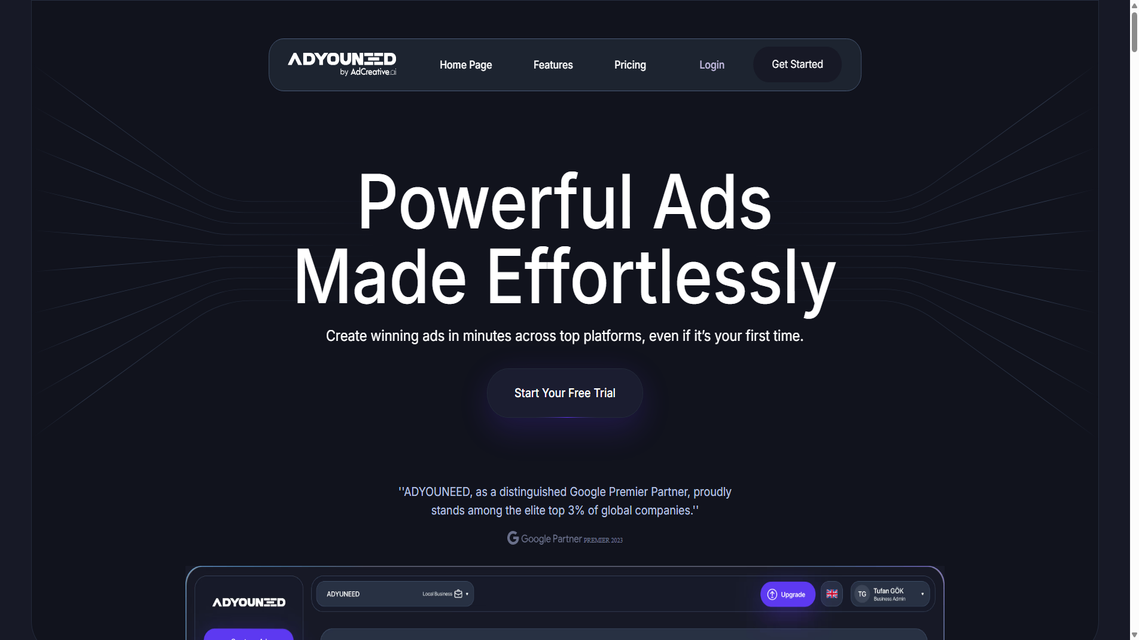 ADYOUNEED
by AdCreative.ai
Home Page
Features
Pricing
Login
Get Started
Powerful Ads
Made Effortlessly
Create winning ads in minutes across top platforms, even if it's your first time.
Start Your Free Trial
''ADYOUNEED, as a distinguished Google Premier Partner, proudly
stands among the elite top 3% of global companies.''
Google Partner PREMIER 2023
ADYOUNEED
ADYOUNEED
Local Business
Upgrade
TG
Tufan GÖK
Business Admin